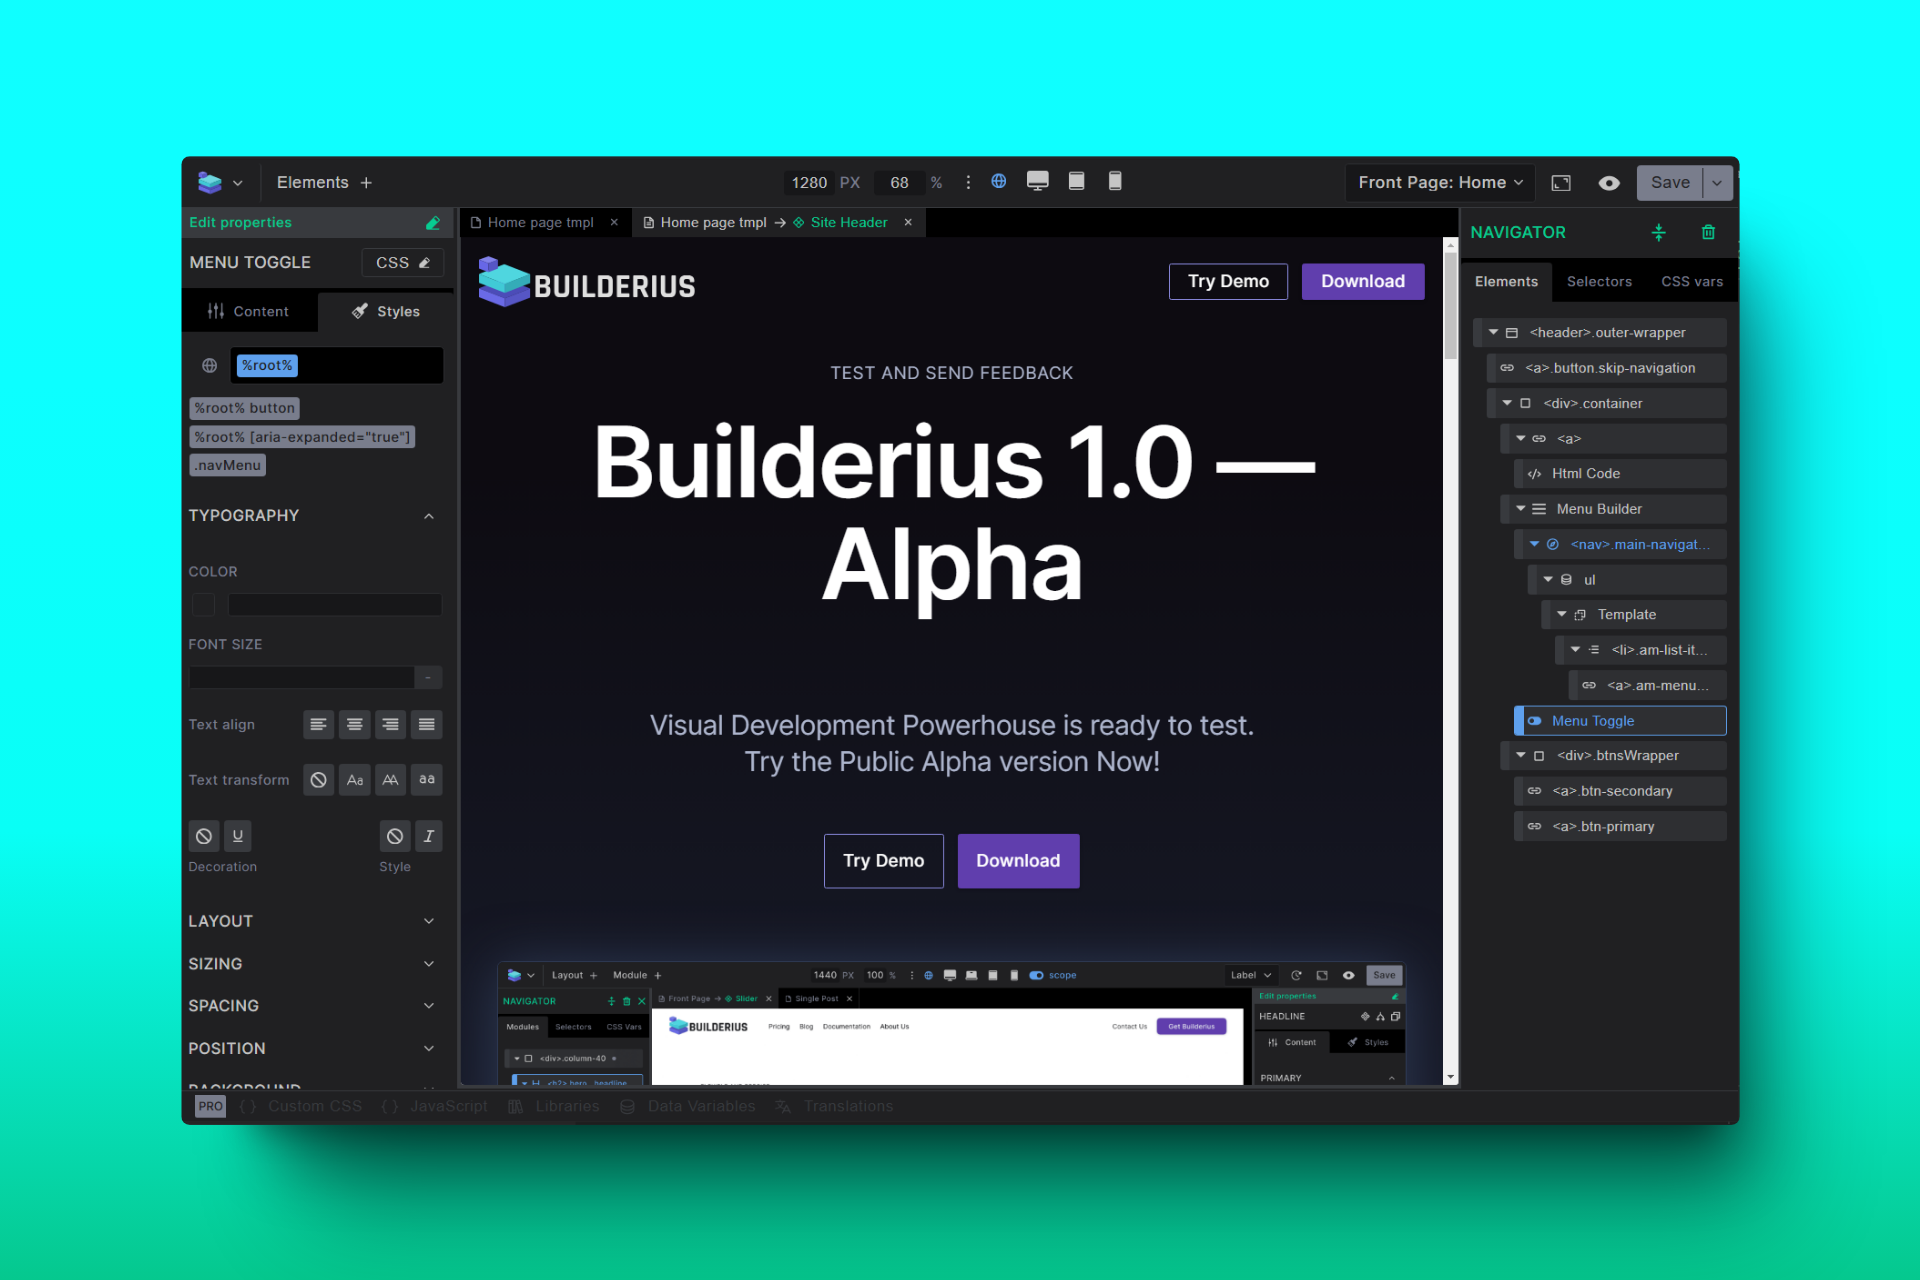 Elements +
1280 PX 68 %
Front Page: Home
Save
Edit properties
MENU TOGGLE
CSS
Content
Styles
%root%
%root% button
%root% [aria-expanded="true"]
.navMenu
TYPOGRAPHY
COLOR
FONT SIZE
-
Text align
Text transform
Aa
AA
aa
U
I
Decoration
Style
LAYOUT
SIZING
SPACING
POSITION
BACKGROUND
Home page tmpl ×
Home page tmpl → Site Header ×
BUILDERIUS
Try Demo
Download
TEST AND SEND FEEDBACK
Builderius 1.0 —
Alpha
Visual Development Powerhouse is ready to test.
Try the Public Alpha version Now!
Try Demo
Download
Layout +
Module +
1440 PX 100 %
scope
Label
Save
NAVIGATOR
Front Page → Slider ×
Single Post ×
Edit properties
Modules
Selectors
CSS Vars
BUILDERIUS
Pricing
Blog
Documentation
About Us
Contact Us
Get Builderius
HEADLINE
Content
Styles
<div>.column-40
<h2>.hero__headline
PRIMARY
NAVIGATOR
Elements
Selectors
CSS vars
<header>.outer-wrapper
<a>.button.skip-navigation
<div>.container
<a>
Html Code
Menu Builder
<nav>.main-navigat...
ul
Template
<li>.am-list-it...
<a>.am-menu...
Menu Toggle
<div>.btnsWrapper
<a>.btn-secondary
<a>.btn-primary
PRO
{ } Custom CSS
{ } JavaScript
Libraries
Data Variables
Translations